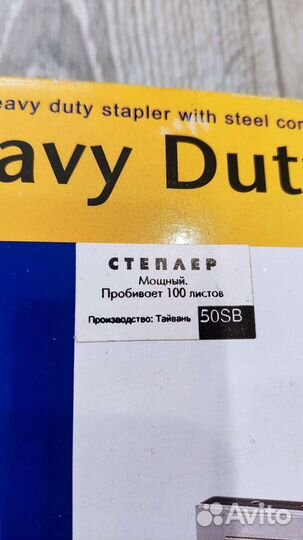 eavy duty stapler with steel con
avy Dut
СТЕПЛЕР
Мощный.
Пробивает 100 листов
Производство: Тайвань 50SB
Avito